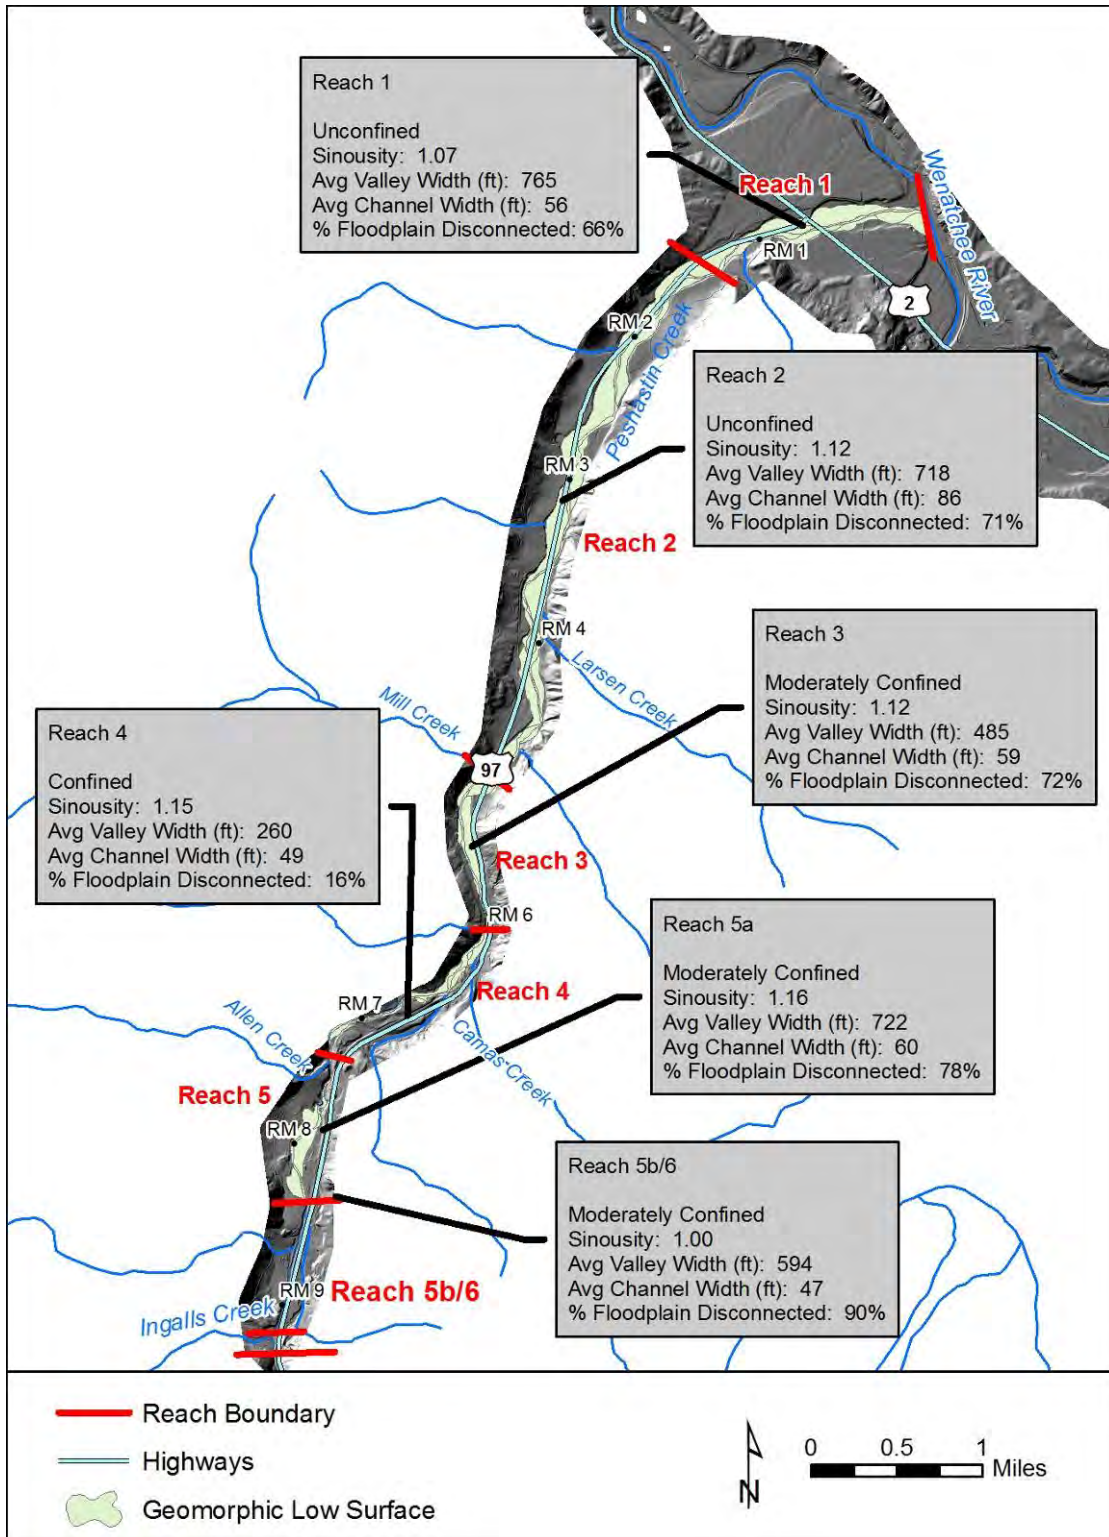 Reach 1
Unconfined
Sinousity: 1.07
Avg Valley Width (ft): 765
Avg Channel Width (ft): 56
% Floodplain Disconnected: 66%
Reach 1
Wenatchee River
RM 1
2
RM 2
Peshastin Creek
Reach 2
Unconfined
Sinousity: 1.12
Avg Valley Width (ft): 718
Avg Channel Width (ft): 86
% Floodplain Disconnected: 71%
RM 3
Reach 2
RM 4
Larsen Creek
Reach 3
Moderately Confined
Sinousity: 1.12
Avg Valley Width (ft): 485
Avg Channel Width (ft): 59
% Floodplain Disconnected: 72%
Mill Creek
97
Reach 4
Confined
Sinousity: 1.15
Avg Valley Width (ft): 260
Avg Channel Width (ft): 49
% Floodplain Disconnected: 16%
Reach 3
RM 6
Reach 4
RM 7
Allen Creek
Camas Creek
Reach 5a
Moderately Confined
Sinousity: 1.16
Avg Valley Width (ft): 722
Avg Channel Width (ft): 60
% Floodplain Disconnected: 78%
Reach 5
RM 8
Reach 5b/6
Moderately Confined
Sinousity: 1.00
Avg Valley Width (ft): 594
Avg Channel Width (ft): 47
% Floodplain Disconnected: 90%
RM 9
Reach 5b/6
Ingalls Creek
Reach Boundary
Highways
Geomorphic Low Surface
N
0 0.5 1
Miles